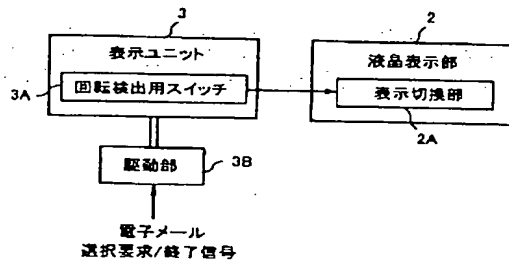 3
表示ユニット
3A
回転検出用スイッチ
2
液晶表示部
表示切換部
2A
駆動部
3B
電子メール
選択要求/終了信号